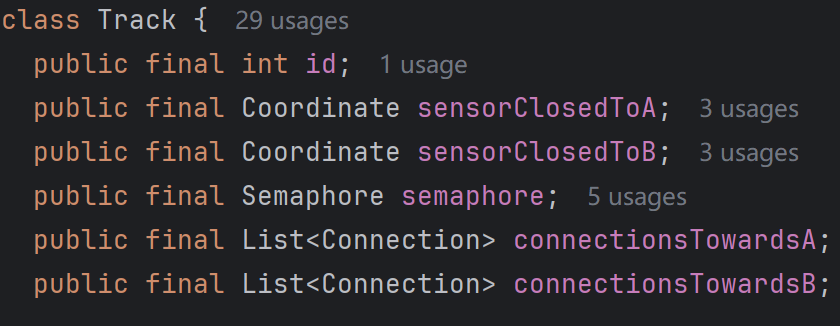 class Track { 29 usages
public final int id; 1 usage
public final Coordinate sensorClosedToA; 3 usages
public final Coordinate sensorClosedToB; 3 usages
public final Semaphore semaphore; 5 usages
public final List<Connection> connectionsTowardsA;
public final List<Connection> connectionsTowardsB;